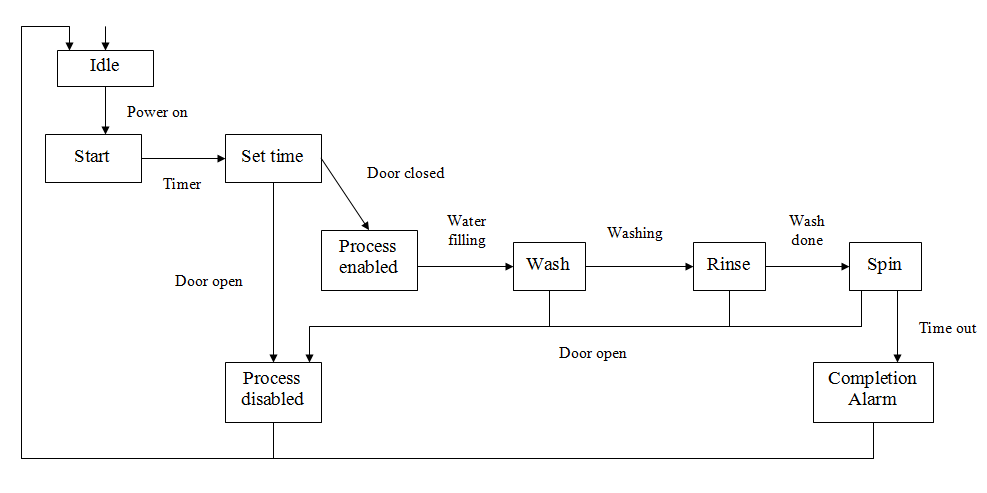 Idle
Power on
Start
Set time
Timer
Door closed
Water
filling
Washing
Wash
done
Process
enabled
Wash
Rinse
Spin
Door open
Time out
Door open
Process
disabled
Completion
Alarm